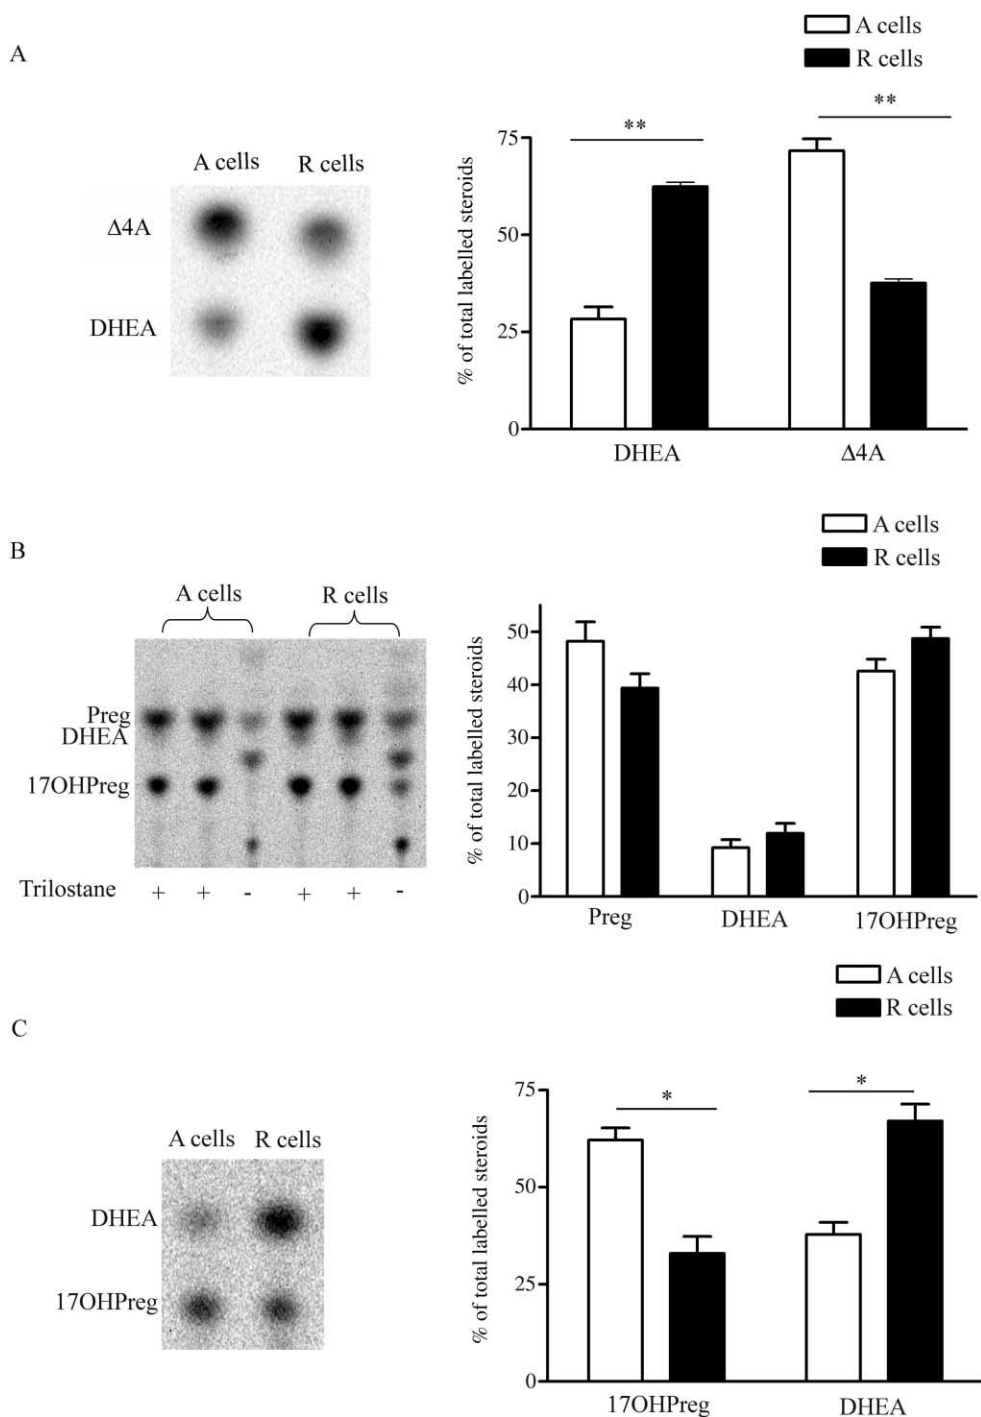 A
A cells
R cells
A cells R cells
Δ4A
DHEA
** **
% of total labelled steroids
75
50
25
0
DHEA Δ4A
B
A cells
R cells
A cells R cells
Preg
DHEA
17OHPreg
Trilostane + + - + + -
% of total labelled steroids
50
40
30
20
10
0
Preg DHEA 17OHPreg
C
A cells
R cells
A cells R cells
DHEA
17OHPreg
* *
% of total labelled steroids
75
50
25
0
17OHPreg DHEA